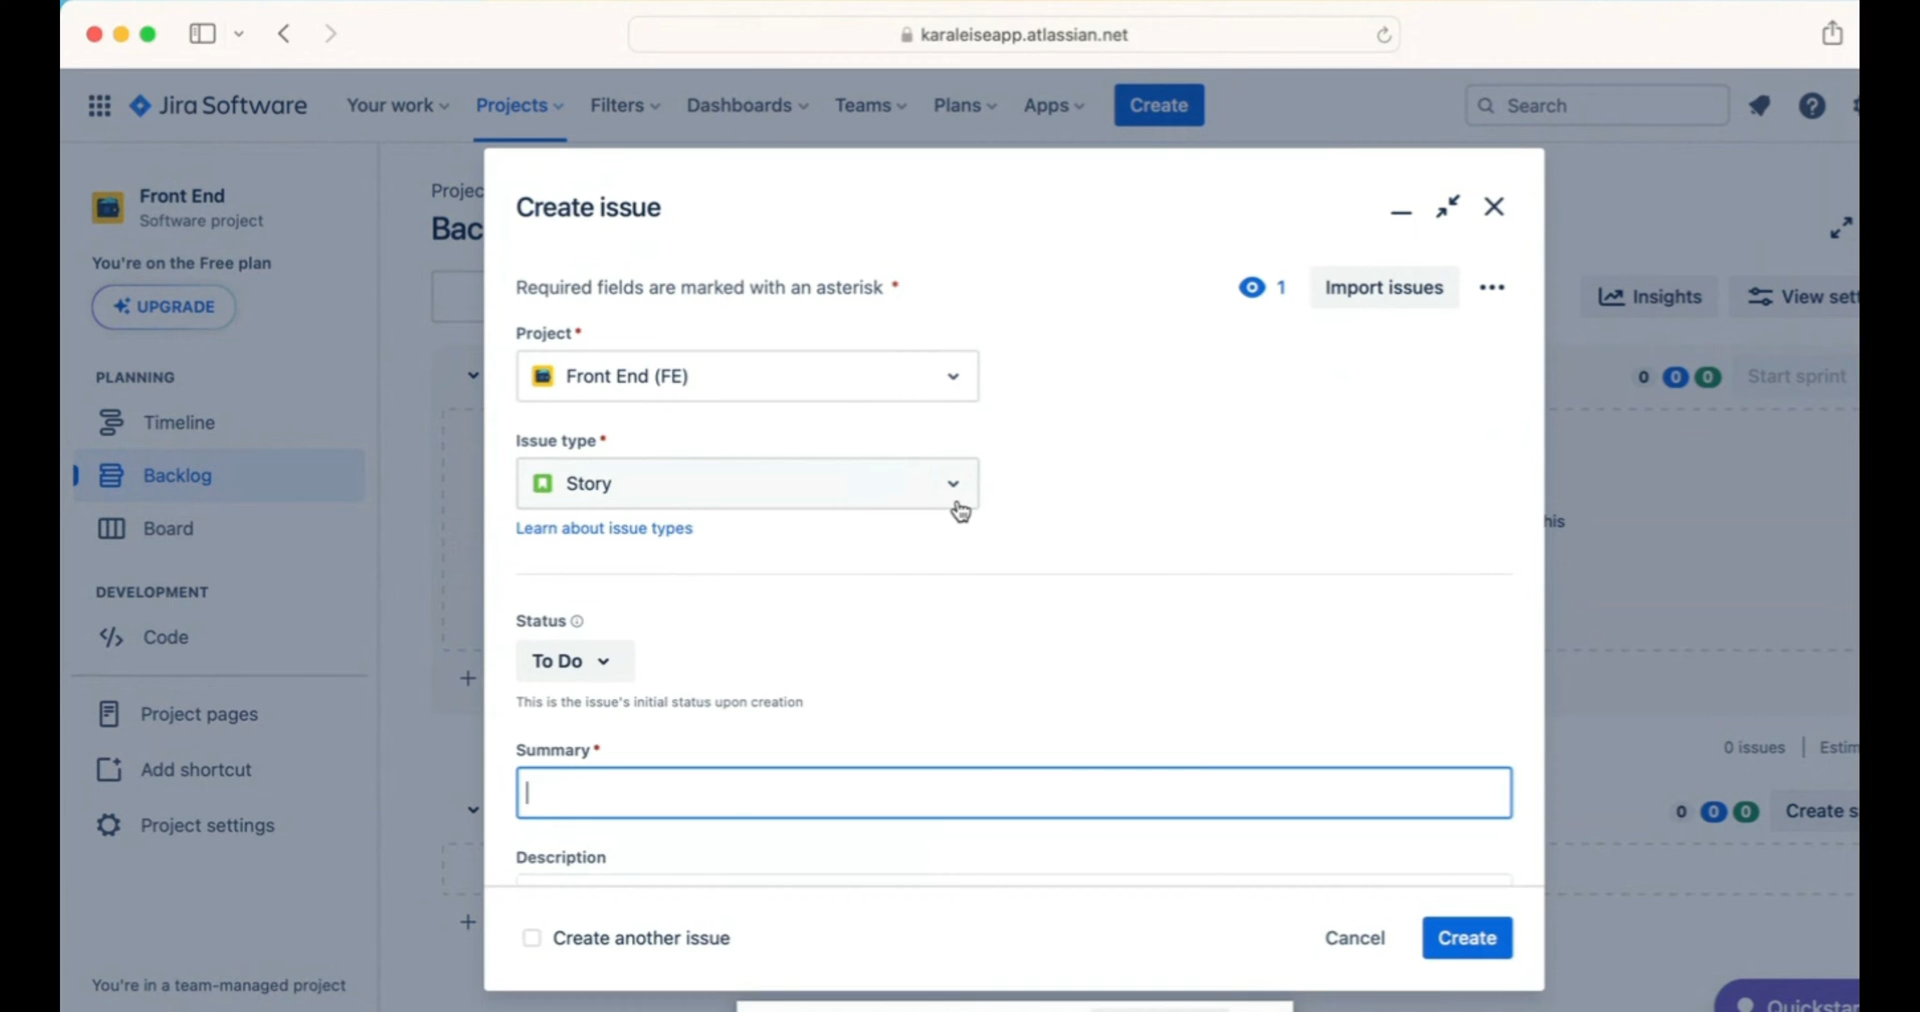 karaleiseapp.atlassian.net
Jira Software Your work Projects Filters Dashboards Teams Plans Apps Create Search
Front End
Software project
You're on the Free plan
UPGRADE
PLANNING
Timeline
Backlog
Board
DEVELOPMENT
Code
Project pages
Add shortcut
Project settings
You're in a team-managed project
Projec
Bac
Create issue
Required fields are marked with an asterisk *
1 Import issues
Project *
Front End (FE)
Issue type *
Story
Learn about issue types
Status
To Do
This is the issue's initial status upon creation
Summary *
Description
Create another issue
Cancel Create
Insights View sett
0 0 0 Start sprint
his
0 issues Estim
0 0 0 Create s
Quickstar